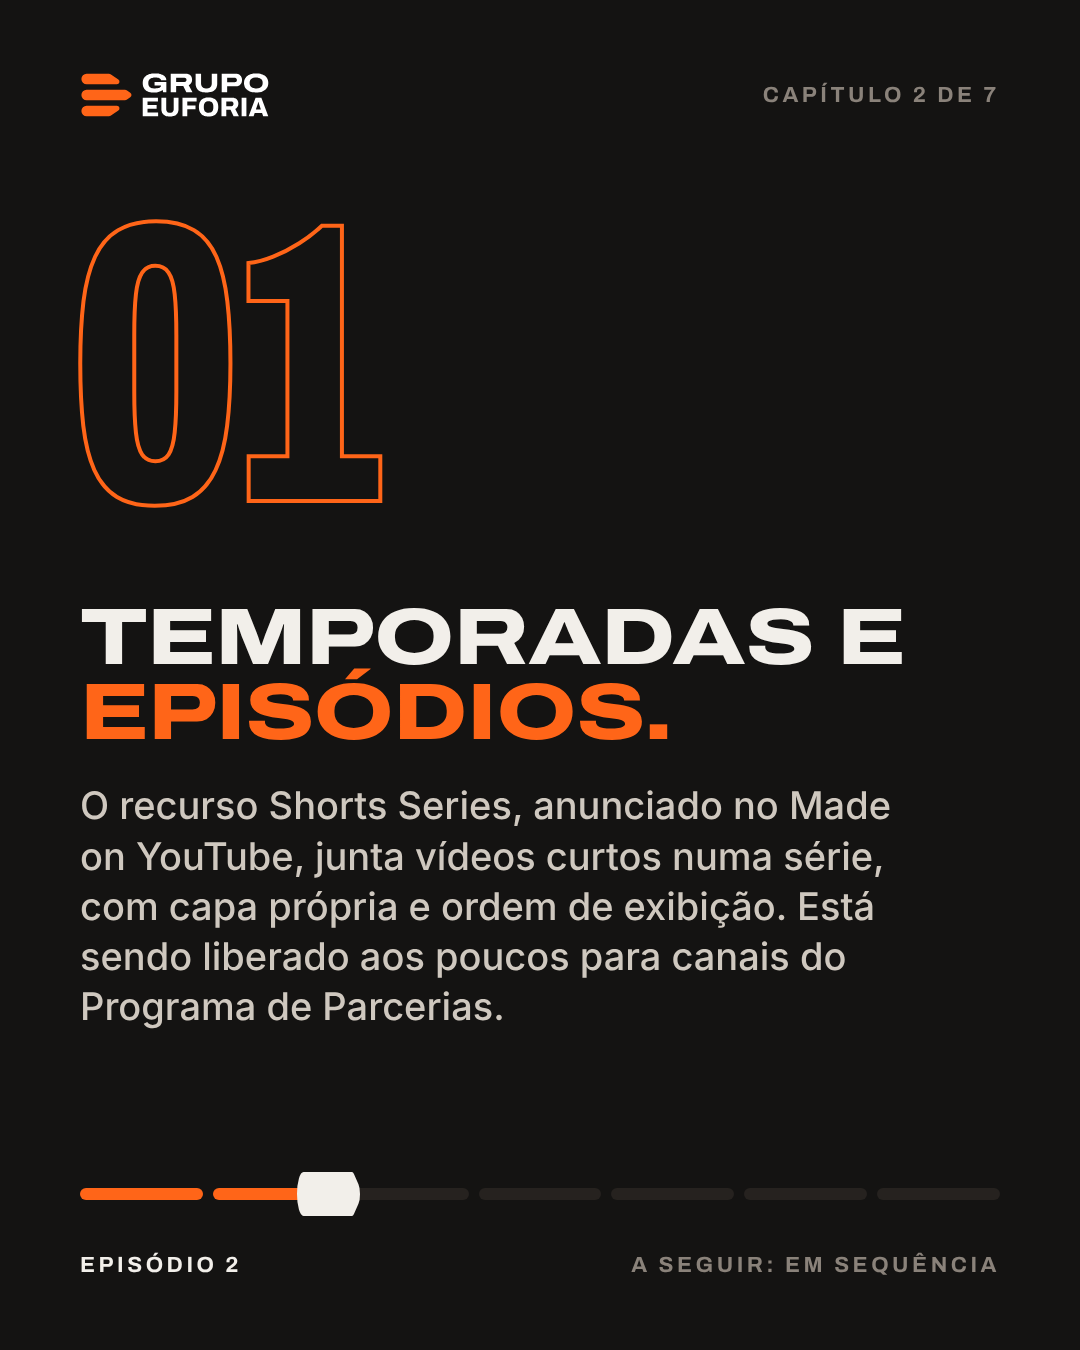 GRUPO
EUFORIA
CAPÍTULO 2 DE 7
01
TEMPORADAS E
EPISÓDIOS.
O recurso Shorts Series, anunciado no Made
on YouTube, junta vídeos curtos numa série,
com capa própria e ordem de exibição. Está
sendo liberado aos poucos para canais do
Programa de Parcerias.
EPISÓDIO 2
A SEGUIR: EM SEQUÊNCIA